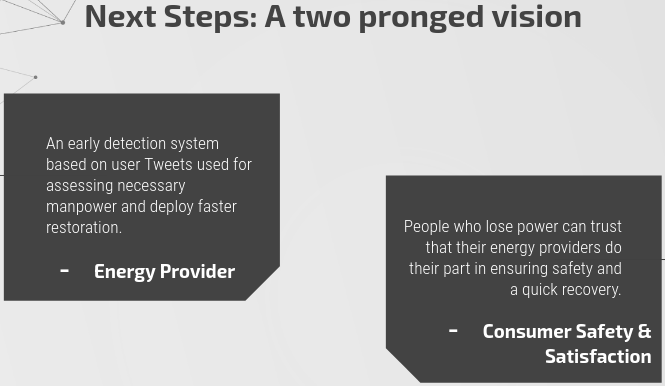 Next Steps: A two pronged vision
An early detection system
based on user Tweets used for
assessing necessary
manpower and deploy faster
restoration.
- Energy Provider
People who lose power can trust
that their energy providers do
their part in ensuring safety and
a quick recovery.
- Consumer Safety &
Satisfaction